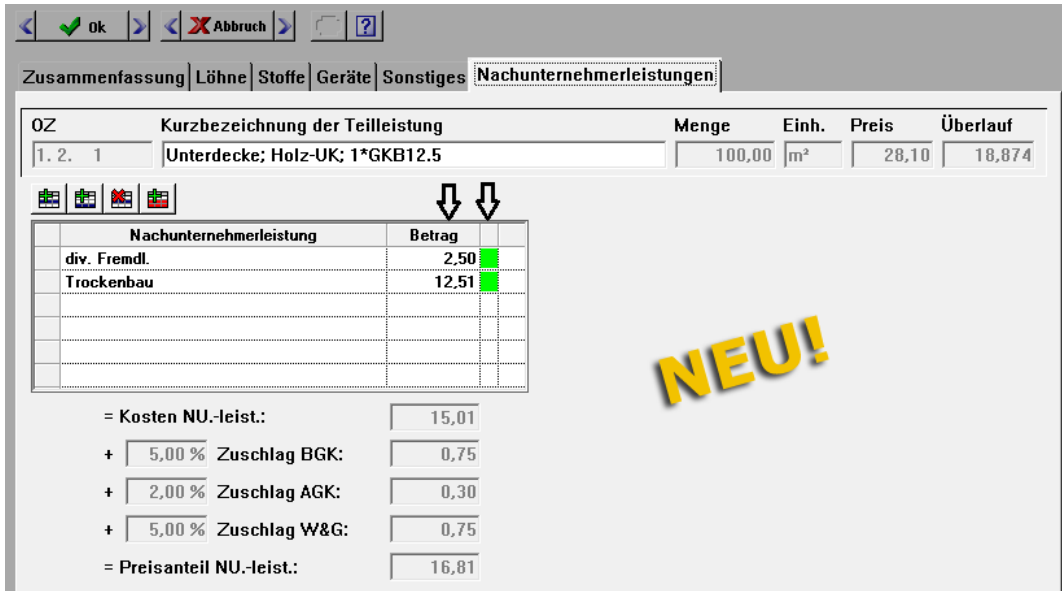 Ok Abbruch ?
Zusammenfassung Löhne Stoffe Geräte Sonstiges Nachunternehmerleistungen
OZ Kurzbezeichnung der Teilleistung Menge Einh. Preis Überlauf
1. 2. 1 Unterdecke; Holz-UK; 1*GKB12.5 100,00 m² 28,10 18,874
Nachunternehmerleistung Betrag
div. Fremdl. 2,50
Trockenbau 12,51
NEU!
= Kosten NU.-leist.: 15,01
+ 5,00 % Zuschlag BGK: 0,75
+ 2,00 % Zuschlag AGK: 0,30
+ 5,00 % Zuschlag W&G: 0,75
= Preisanteil NU.-leist.: 16,81